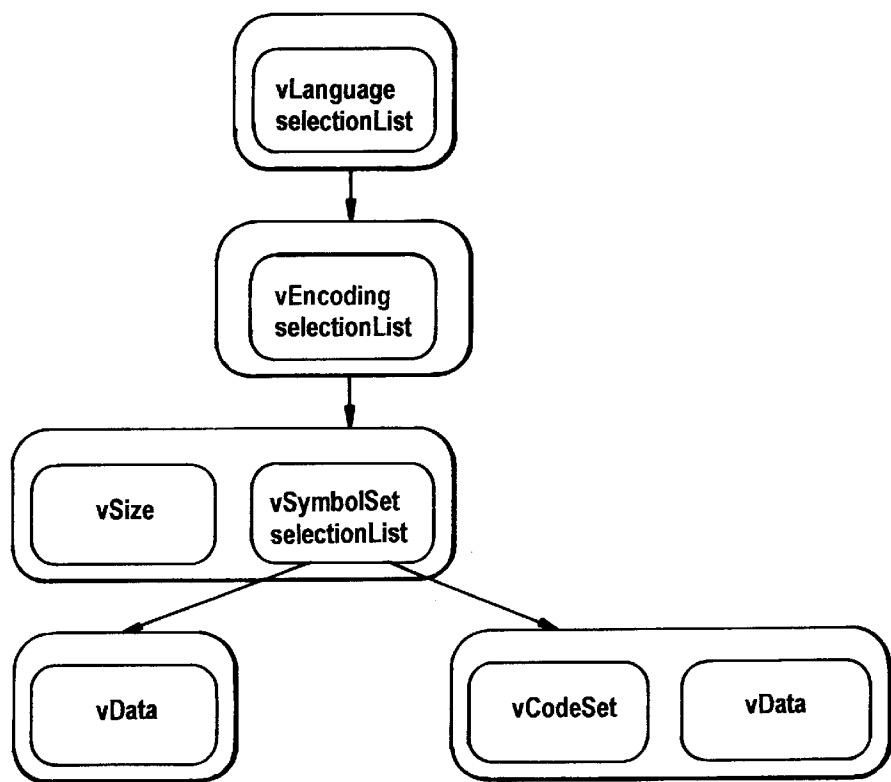 vLanguage
selectionList
vEncoding
selectionList
vSize
vSymbolSet
selectionList
vData
vCodeSet
vData